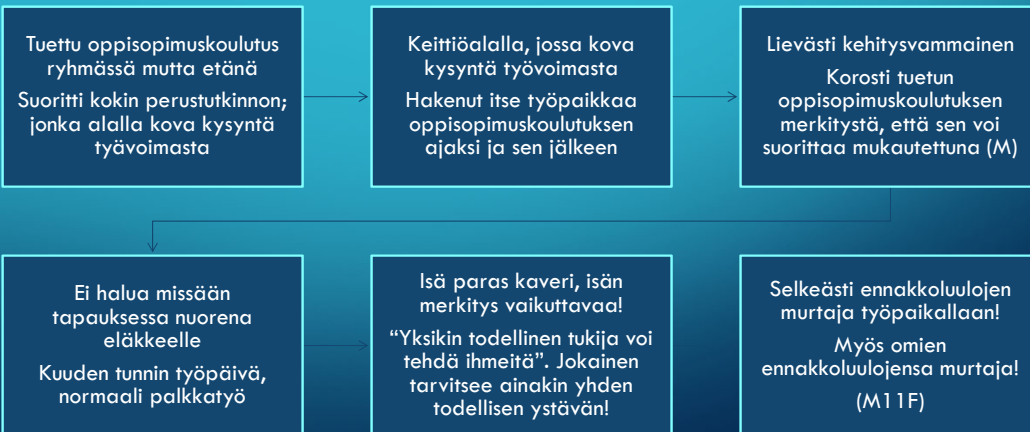 Tuettu oppisopimuskoulutus
ryhmässä mutta etänä
Suoritti kokin perustutkinnon;
jonka alalla kova kysyntä
työvoimasta
Keittiöalalla, jossa kova
kysyntä työvoimasta
Hakenut itse työpaikkaa
oppisopimuskoulutuksen
ajaksi ja sen jälkeen
Lievästi kehitysvammainen
Korosti tuetun
oppisopimuskoulutuksen
merkitystä, että sen voi
suorittaa mukautettuna (M)
Ei halua missään
tapauksessa nuorena
eläkkeelle
Kuuden tunnin työpäivä,
normaali palkkatyö
Isä paras kaveri, isän
merkitys vaikuttavaa!
“Yksikin todellinen tukija voi
tehdä ihmeitä”. Jokainen
tarvitsee ainakin yhden
todellisen ystävän!
Selkeästi ennakkoluulojen
murtaja työpaikallaan!
Myös omien
ennakkoluulojensa murtaja!
(M11F)